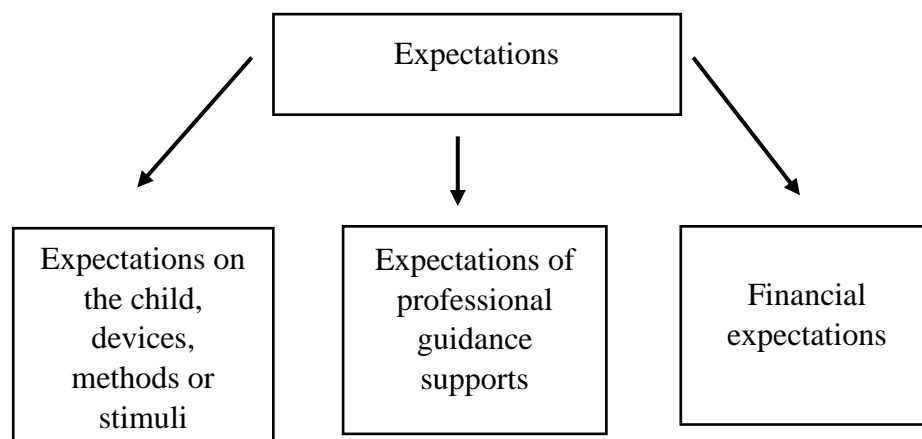 Expectations
Expectations on
the child,
devices,
methods or
stimuli
Expectations of
professional
guidance
supports
Financial
expectations